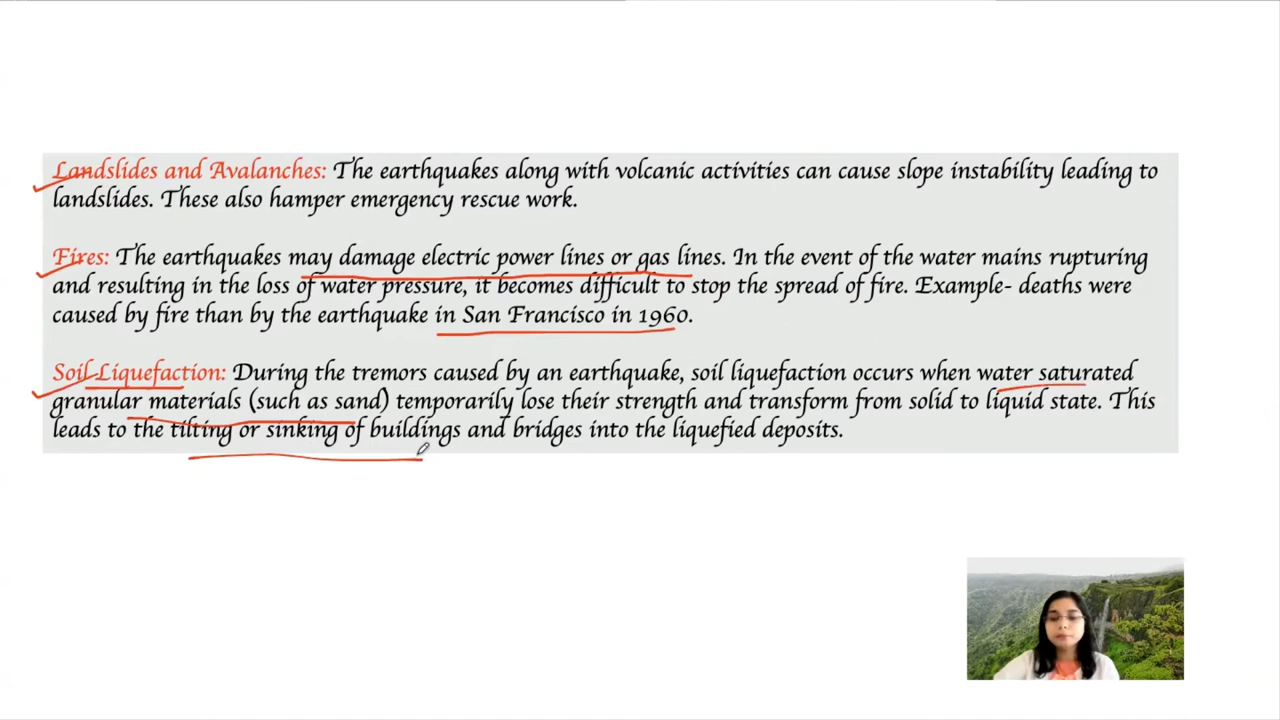 Landslides and Avalanches: The earthquakes along with volcanic activities can cause slope instability leading to
landslides. These also hamper emergency rescue work.
Fires: The earthquakes may damage electric power lines or gas lines. In the event of the water mains rupturing
and resulting in the loss of water pressure, it becomes difficult to stop the spread of fire. Example- deaths were
caused by fire than by the earthquake in San Francisco in 1960.
Soil Liquefaction: During the tremors caused by an earthquake, soil liquefaction occurs when water saturated
granular materials (such as sand) temporarily lose their strength and transform from solid to liquid state. This
leads to the tilting or sinking of buildings and bridges into the liquefied deposits.